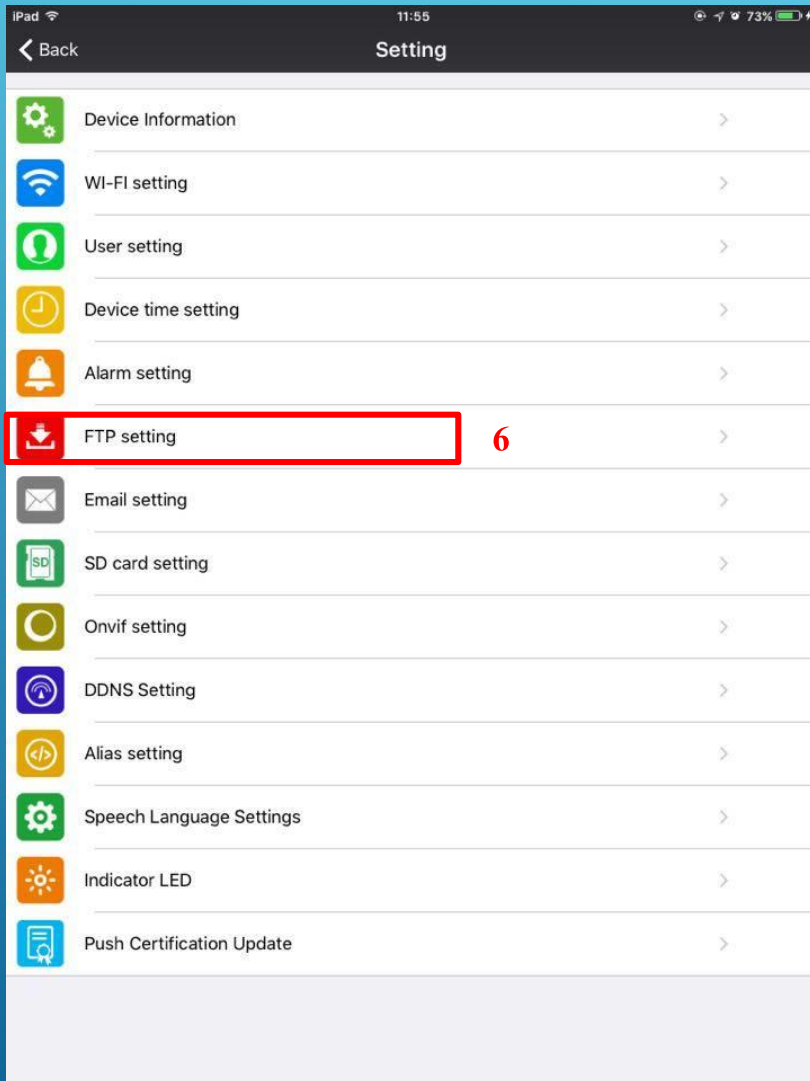 iPad 11:55 73%
Back Setting
Device Information
WI-FI setting
User setting
Device time setting
Alarm setting
FTP setting 6
Email setting
SD SD card setting
Onvif setting
DDNS Setting
</> Alias setting
Speech Language Settings
Indicator LED
Push Certification Update